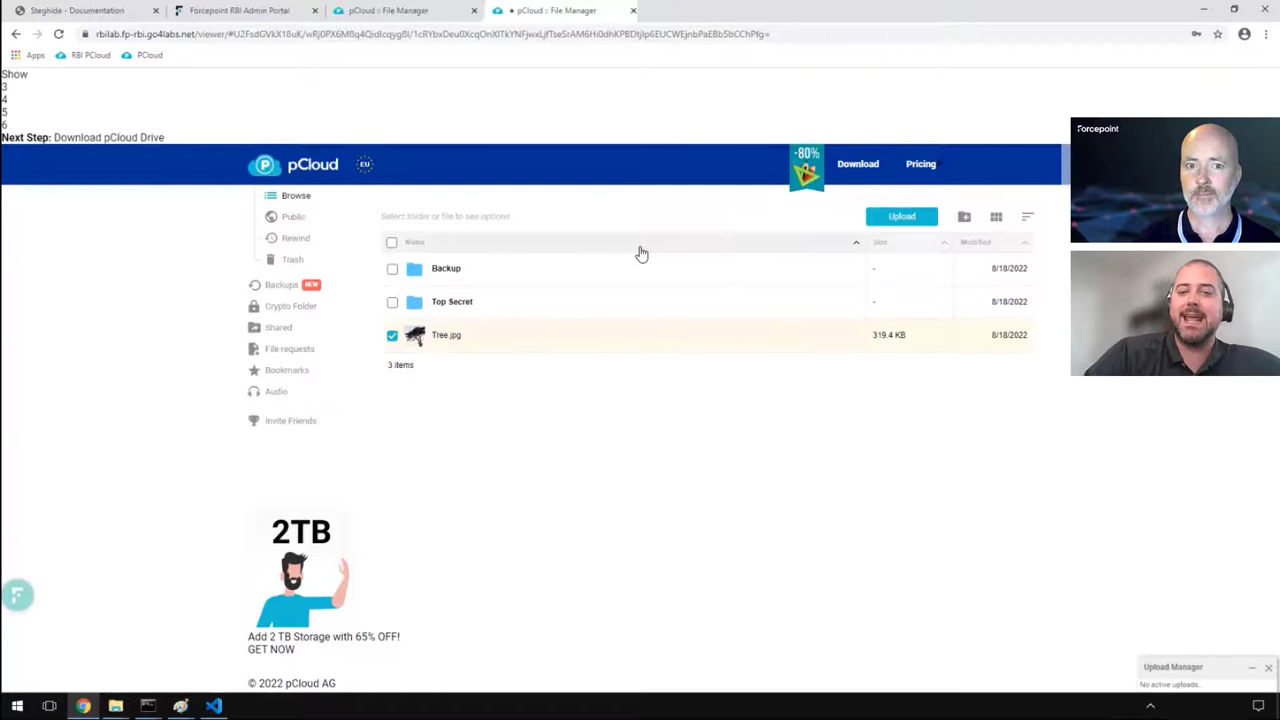 Steghide - Documentation
Forcepoint RBI Admin Portal
pCloud :: File Manager
• pCloud :: File Manager
Apps
RBI PCloud
PCloud
Show
3
4
5
6
Next Step: Download pCloud Drive
Forcepoint
pCloud
EU
-80%
Download
Pricing
Browse
Public
Rewind
Trash
Backups NEW
Crypto Folder
Shared
File requests
Bookmarks
Audio
Invite Friends
Select folder or file to see options
Upload
Name
Size
Modified
Backup
-
8/18/2022
Top Secret
-
8/18/2022
Tree.jpg
319.4 KB
8/18/2022
3 items
2TB
Add 2 TB Storage with 65% OFF!
GET NOW
© 2022 pCloud AG
Upload Manager
No active uploads.